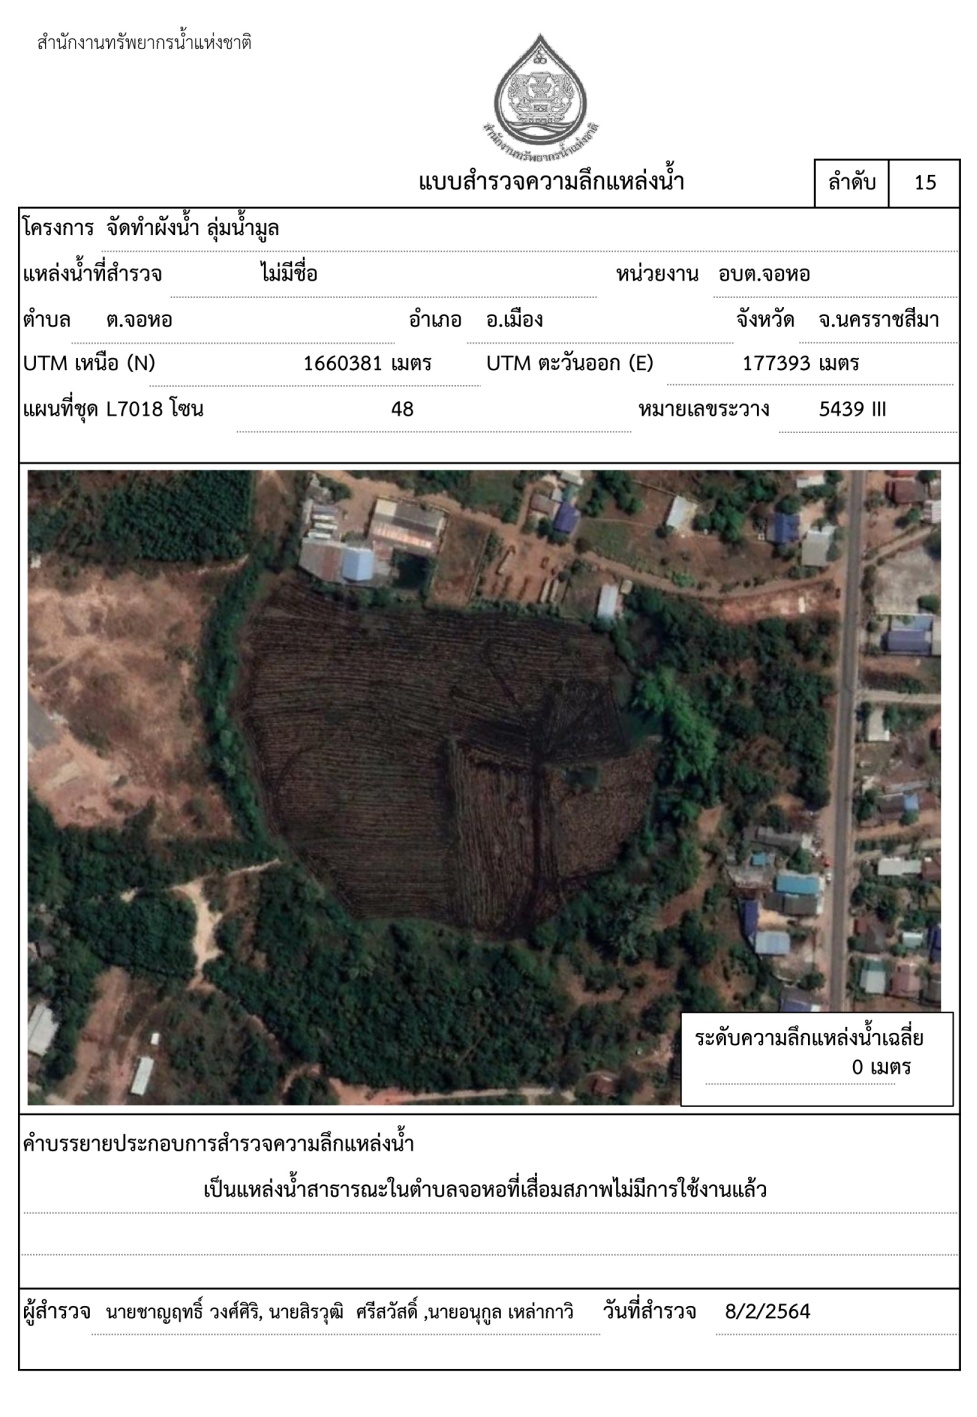 สำนักงานทรัพยากรน้ำแห่งชาติ
สำนักงานทรัพยากรน้ำแห่งชาติ
แบบสำรวจความลึกแหล่งน้ำ ลำดับ 15
โครงการ จัดทำผังน้ำ ลุ่มน้ำมูล
แหล่งน้ำที่สำรวจ ไม่มีชื่อ หน่วยงาน อบต.จอหอ
ตำบล ต.จอหอ อำเภอ อ.เมือง จังหวัด จ.นครราชสีมา
UTM เหนือ (N) 1660381 เมตร UTM ตะวันออก (E) 177393 เมตร
แผนที่ชุด L7018 โซน 48 หมายเลขระวาง 5439 III
ระดับความลึกแหล่งน้ำเฉลี่ย
0 เมตร
คำบรรยายประกอบการสำรวจความลึกแหล่งน้ำ
เป็นแหล่งน้ำสาธารณะในตำบลจอหอที่เสื่อมสภาพไม่มีการใช้งานแล้ว
ผู้สำรวจ นายชาญฤทธิ์ วงศ์ศิริ, นายสิรวุฒิ ศรีสวัสดิ์ ,นายอนุกูล เหล่ากาวิ วันที่สำรวจ 8/2/2564